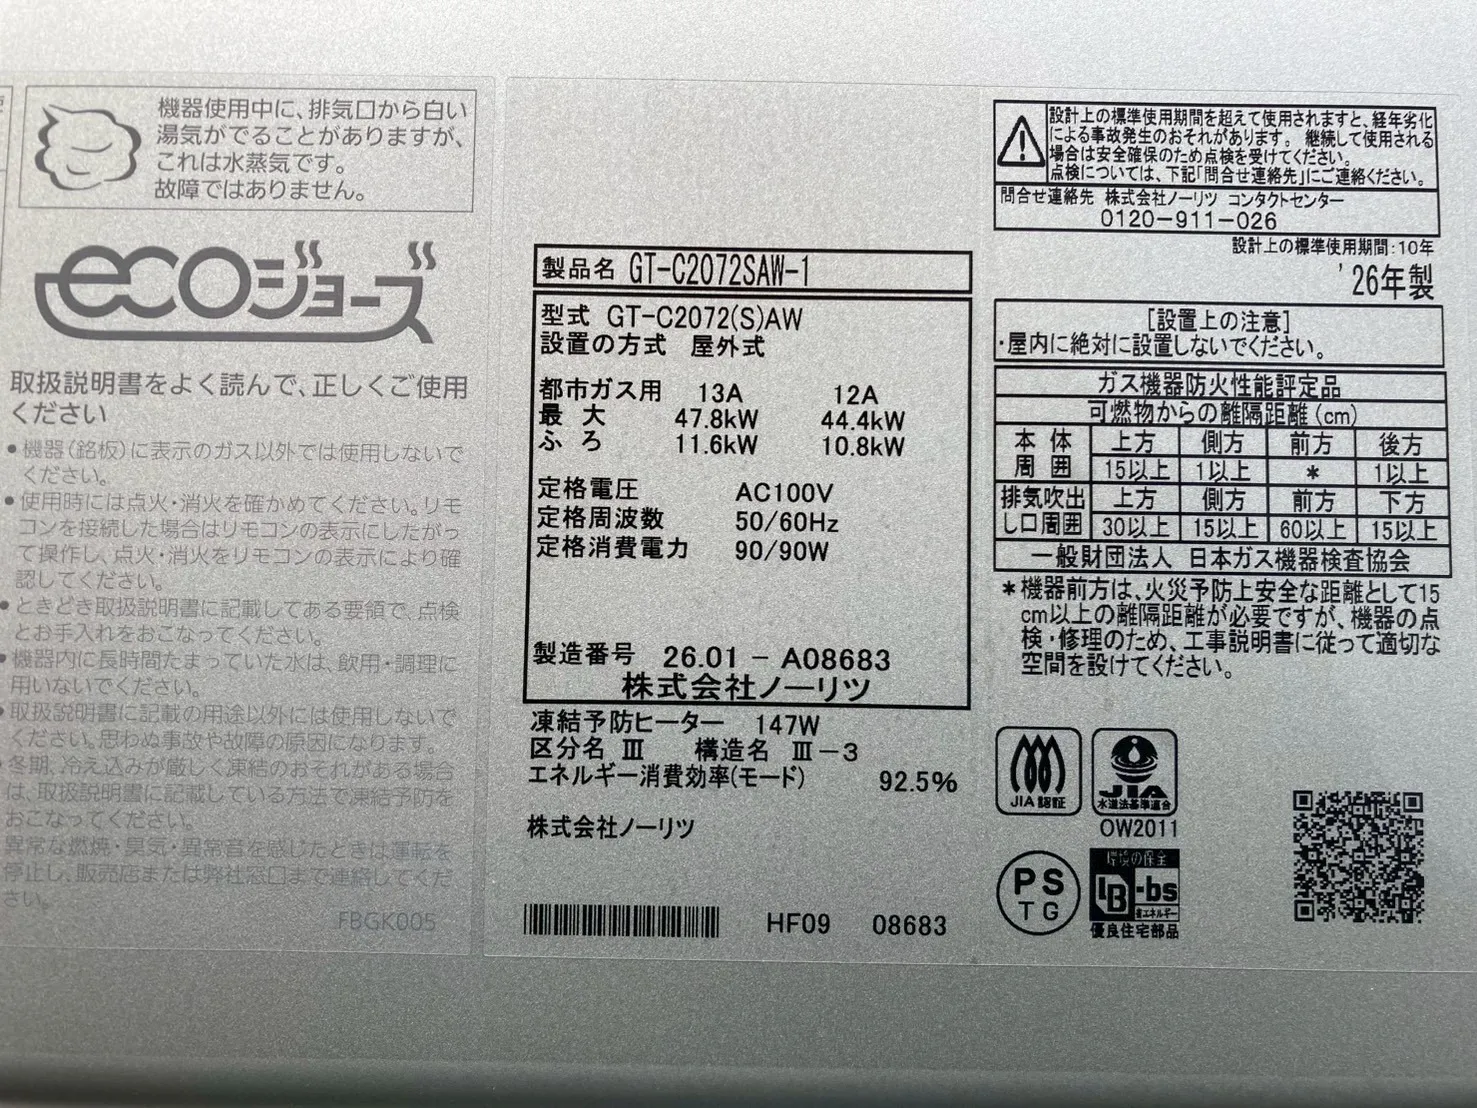 機器使用中に、排気口から白い
湯気がでることがありますが、
これは水蒸気です。
故障ではありません。
ecoジョーズ
取扱説明書をよく読んで、正しくご使用
ください
•機器(銘板)に表示のガス以外では使用しないで
ください。
•使用時には点火・消火を確かめてください。リモ
コンを接続した場合はリモコンの表示にしたがっ
て操作し、点火・消火をリモコンの表示により確
認してください。
•ときどき取扱説明書に記載してある要領で、点検
とお手入れをおこなってください。
•機器内に長時間たまっていた水は、飲用・調理に
用いないでください。
•取扱説明書に記載の用途以外には使用しないで
ください。思わぬ事故や故障の原因になります。
•冬期、冷え込みが厳しく凍結のおそれがある場合
は、取扱説明書に記載している方法で凍結予防を
おこなってください。
異常な燃焼・臭気・異常音を感じたときは運転を
停止し、販売店または弊社窓口まで連絡してくだ
さい。
FBGK005
製品名 GT-C2072SAW-1
型式 GT-C2072(S)AW
設置の方式 屋外式
都市ガス用 13A 12A
最大 47.8kW 44.4kW
ふろ 11.6kW 10.8kW
定格電圧 AC100V
定格周波数 50/60Hz
定格消費電力 90/90W
製造番号 26.01 - A08683
株式会社ノーリツ
凍結予防ヒーター 147W
区分名 Ⅲ 構造名 Ⅲ-3
エネルギー消費効率(モード) 92.5%
株式会社ノーリツ
HF09 08683
設計上の標準使用期間を超えて使用されますと、経年劣化
による事故発生のおそれがあります。 継続して使用される
場合は安全確保のため点検を受けてください。
点検については、下記「問合せ連絡先」にご連絡ください。
問合せ連絡先 株式会社ノーリツ コンタクトセンター
0120-911-026
設計上の標準使用期間:10年
'26年製
[設置上の注意]
・屋内に絶対に設置しないでください。
ガス機器防火性能評定品
可燃物からの離隔距離(cm)
本体 上方 側方 前方 後方
周囲 15以上 1以上 * 1以上
排気吹出 上方 側方 前方 下方
し口周囲 30以上 15以上 60以上 15以上
一般財団法人 日本ガス機器検査協会
*機器前方は、火災予防上安全な距離として15
cm以上の離隔距離が必要ですが、機器の点
検・修理のため、工事説明書に従って適切な
空間を設けてください。
JIA認証
JIA
水道法基準適合
OW2011
PS
TG
環境の保全
BL-bs
省エネルギー
優良住宅部品